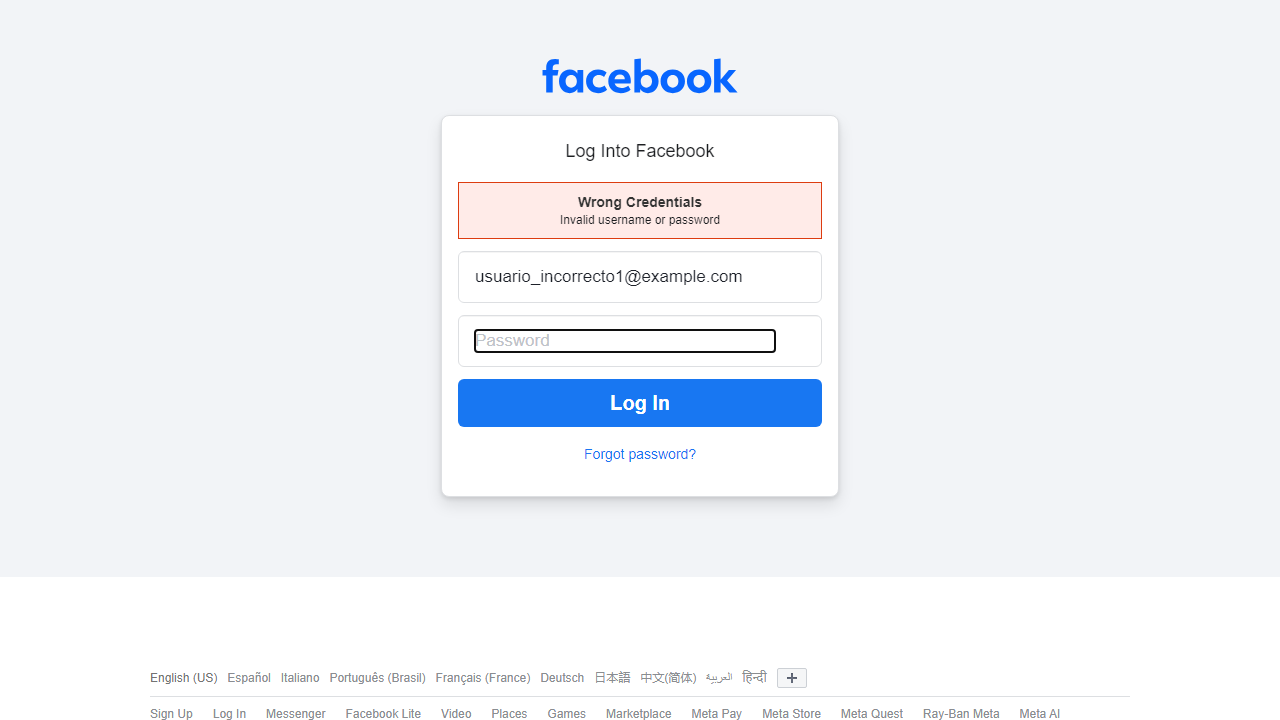 facebook
Log Into Facebook
Wrong Credentials
Invalid username or password
usuario_incorrecto1@example.com
Password
Log In
Forgot password?
English (US) Español Italiano Português (Brasil) Français (France) Deutsch 日本語 中文(简体) العربية हिन्दी
Sign Up Log In Messenger Facebook Lite Video Places Games Marketplace Meta Pay Meta Store Meta Quest Ray-Ban Meta Meta AI